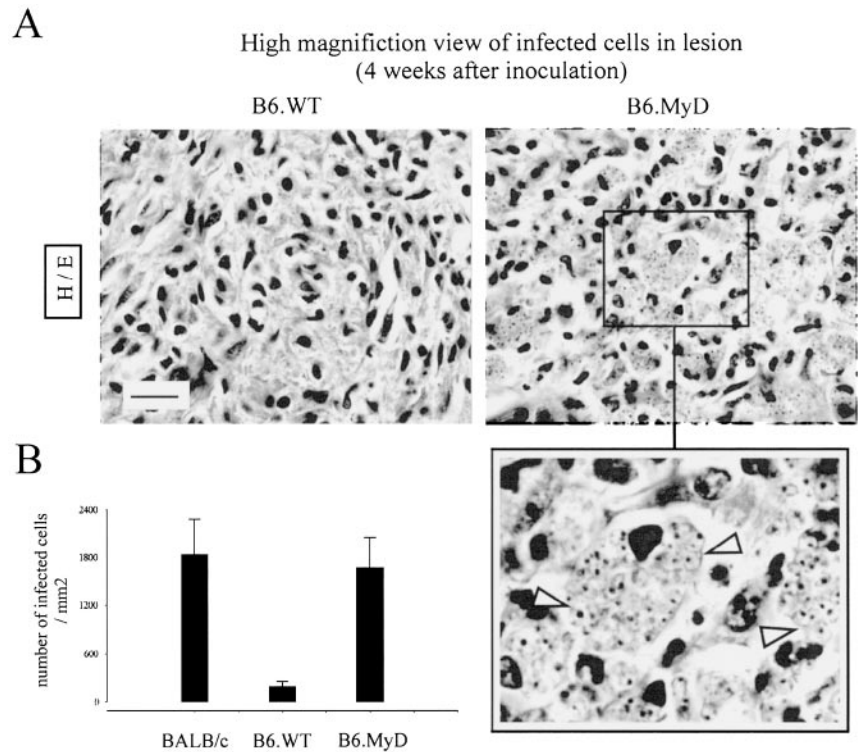 A
High magnifiction view of infected cells in lesion
(4 weeks after inoculation)
B6.WT
B6.MyD
H / E
B
number of infected cells
/ mm2
2400
1800
1200
600
0
BALB/c
B6.WT
B6.MyD